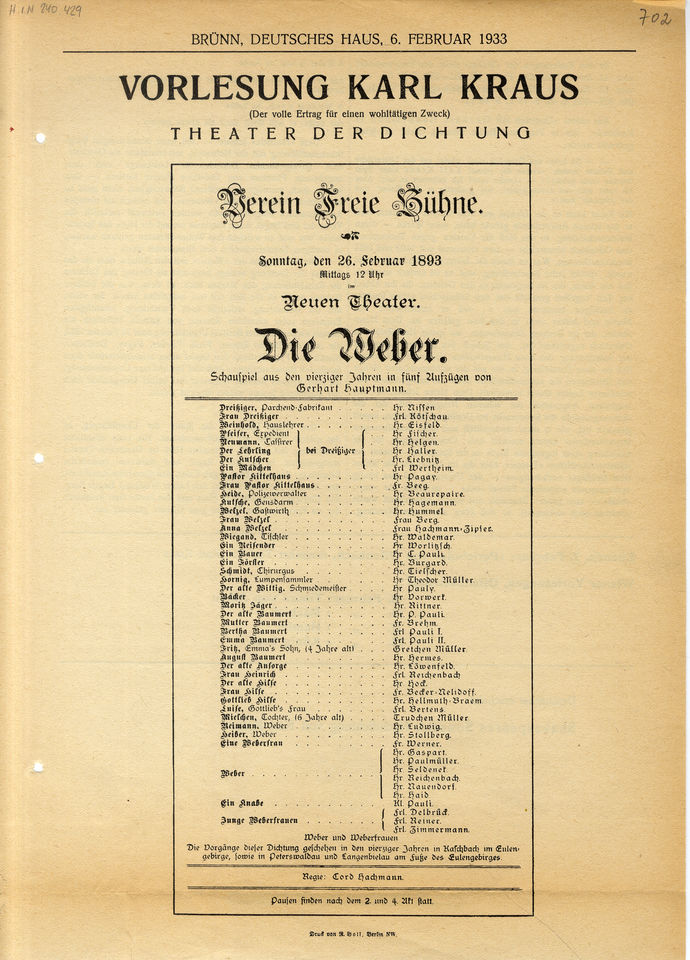 H.I.N 240 429
702
BRÜNN, DEUTSCHES HAUS, 6. FEBRUAR 1933
VORLESUNG KARL KRAUS
(Der volle Ertrag für einen wohltätigen Zweck)
THEATER DER DICHTUNG
Verein Freie Bühne.
Sonntag, den 26. Februar 1893
Mittags 12 Uhr
im
Neuen Theater.
Die Weber.
Schauspiel aus den vierziger Jahren in fünf Aufzügen von
Gerhart Hauptmann.
Dreißiger, Parchend-Fabrikant . . . . . Hr. Nissen
Frau Dreißiger . . . . . Frl. Kötschau.
Weinhold, Hauslehrer . . . . . Hr. Eisfeld.
Pfeifer, Expedient Hr. Fischer.
Neumann, Cassirer Hr. Helgen.
Der Lehrling bei Dreißiger Hr. Haller.
Der Kutscher Hr. Liebnitz
Ein Mädchen Frl Wertheim.
Pastor Kittelhaus . . . . . Hr Pagay.
Frau Pastor Kittelhaus . . . . . Fr. Beeg.
Heide, Polizeiverwalter . . . . . Hr. Beaurepaire.
Kutsche, Gensdarm . . . . . Hr. Hagemann.
Welzel, Gastwirth . . . . . Hr. Hummel.
Frau Welzel . . . . . Frau Berg.
Anna Welzel . . . . . Frau Hachmann-Zipser.
Wiegand, Tischler . . . . . Hr. Waldemar.
Ein Reisender . . . . . Hr Worlitzsch.
Ein Bauer . . . . . Hr C. Pauli.
Ein Förster . . . . . Hr. Burgard.
Schmidt, Chirurgus . . . . . Hr. Tielscher.
Hornig, Lumpensammler . . . . . Hr Theodor Müller.
Der alte Wittig, Schmiedemeister . . . . . Hr Pauly.
Bäcker . . . . . Hr Vorwerk.
Moritz Jäger . . . . . Hr. Rittner.
Der alte Baumert . . . . . Hr. P. Pauli.
Mutter Baumert . . . . . Fr. Brehm.
Bertha Baumert . . . . . Frl Pauli I.
Emma Baumert . . . . . Frl. Pauli II.
Fritz, Emma's Sohn, (4 Jahre alt) . . . . . Gretchen Müller
August Baumert . . . . . Hr. Hermes.
Der alte Ansorge . . . . . Hr. Löwenfeld.
Frau Heinrich . . . . . Frl Reichenbach
Der alte Hilse . . . . . Hr. Hock.
Frau Hilse . . . . . Fr. Becker-Nelidoff.
Gottlieb Hilse . . . . . Hr. Hellmuth-Braem.
Luise, Gottlieb's Frau . . . . . Frl. Bertens.
Mielchen, Tochter, (6 Jahre alt) . . . . . Trudchen Müller
Reimann, Weber . . . . . Hr. Ludwig.
Heiber, Weber . . . . . Hr. Stollberg.
Eine Weberfrau . . . . . Fr. Werner.
Hr. Gaspart.
Hr Paulmüller.
Hr Seldeneck.
Weber . . . . . Hr Reichenbach.
Hr. Nauendorf.
Hr. Haid
Ein Knabe . . . . . Kl Pauli.
Frl Delbrück.
Junge Weberfrauen . . . . . Frl Reiner.
Frl. Zimmermann.
Weber und Weberfrauen
Die Vorgänge dieser Dichtung geschehen in den vierziger Jahren in Kaschbach im Eulen-
gebirge, sowie in Peterswaldau und Langenbielau am Fuße des Eulengebirges.
Regie: Cord Hachmann.
Pausen finden nach dem 2. und 4. Akt statt.
Druck von R. Boll, Berlin NW.